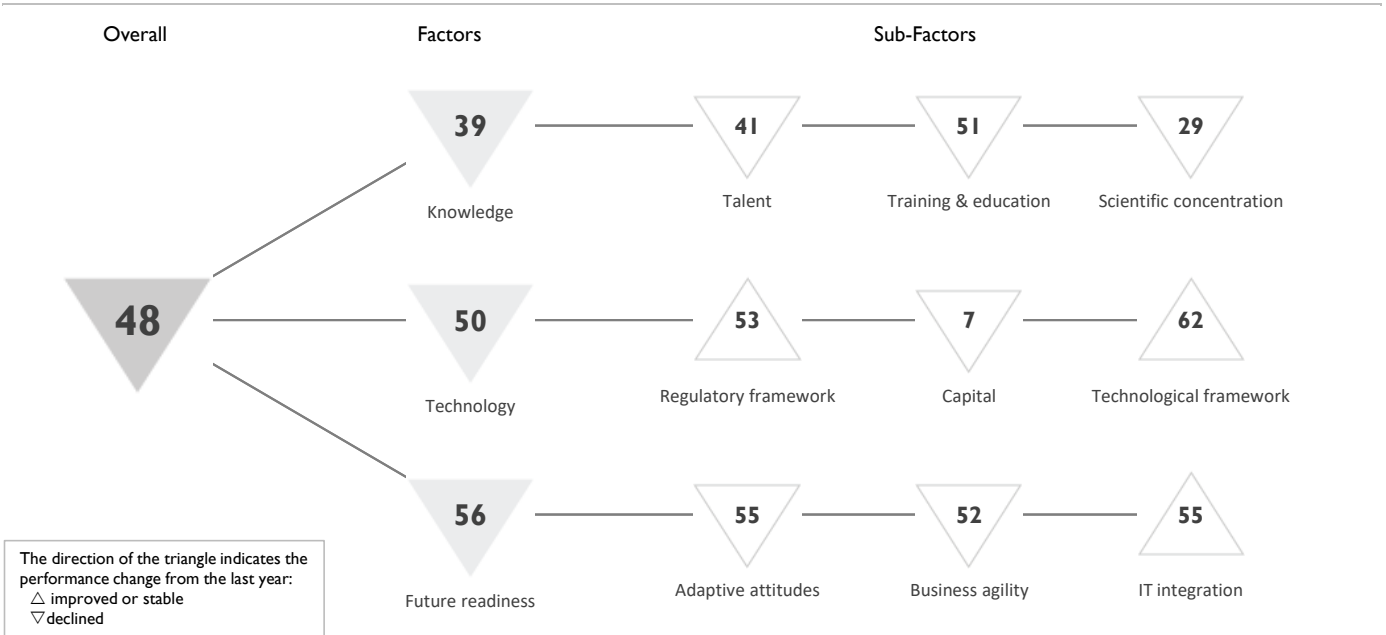 Overall Factors Sub-Factors
39 41 51 29
Knowledge Talent Training & education Scientific concentration
48 50 53 7 62
Technology Regulatory framework Capital Technological framework
56 55 52 55
Future readiness Adaptive attitudes Business agility IT integration
The direction of the triangle indicates the
performance change from the last year:
△ improved or stable
▽ declined